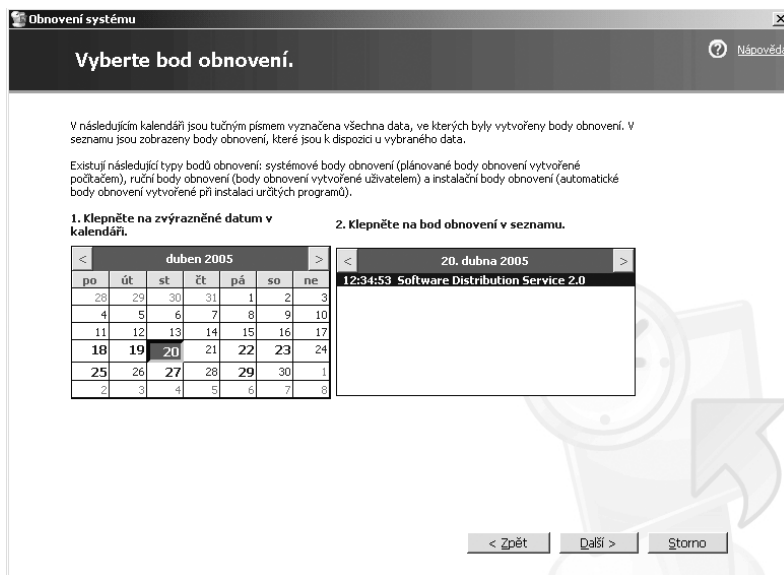 Obnovení systému
Vyberte bod obnovení.
? Nápověda
V následujícím kalendáři jsou tučným písmem vyznačena všechna data, ve kterých byly vytvořeny body obnovení. V
seznamu jsou zobrazeny body obnovení, které jsou k dispozici u vybraného data.
Existují následující typy bodů obnovení: systémové body obnovení (plánované body obnovení vytvořené
počítačem), ruční body obnovení (body obnovení vytvořené uživatelem) a instalační body obnovení (automatické
body obnovení vytvořené při instalaci určitých programů).
1. Klepněte na zvýrazněné datum v
kalendáři.
< duben 2005 >
po út st čt pá so ne
28 29 30 31 1 2 3
4 5 6 7 8 9 10
11 12 13 14 15 16 17
18 19 20 21 22 23 24
25 26 27 28 29 30 1
2 3 4 5 6 7 8
2. Klepněte na bod obnovení v seznamu.
< 20. dubna 2005 >
12:34:53 Software Distribution Service 2.0
< Zpět Další > Storno